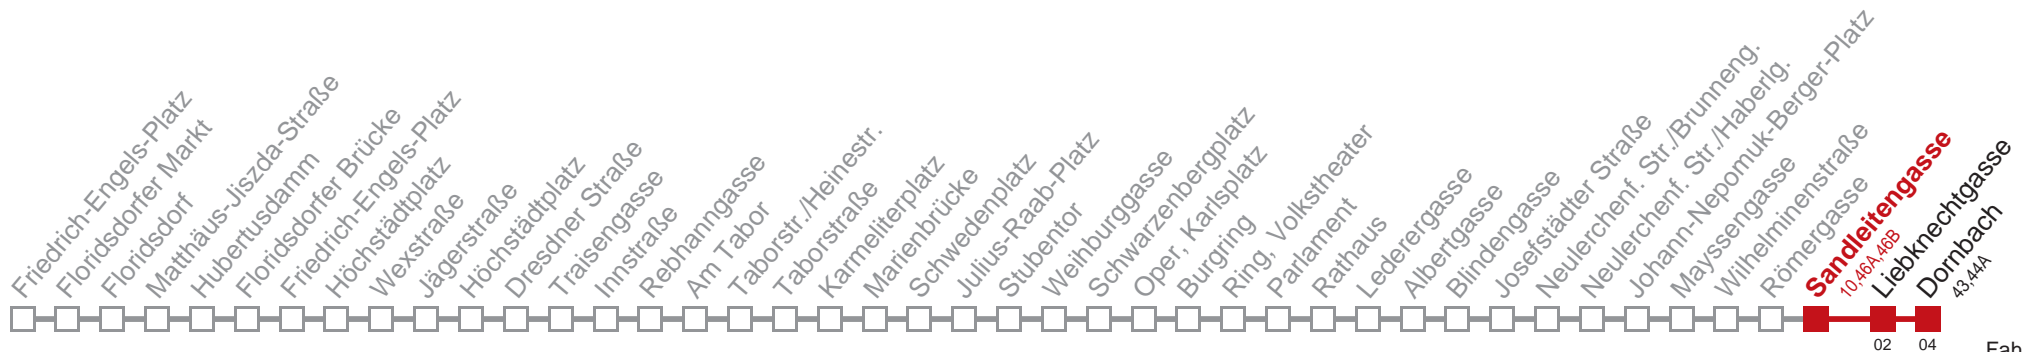 Friedrich-Engels-Platz
Floridsdorfer Markt
Floridsdorf
Matthäus-Jiszda-Straße
Hubertusdamm
Floridsdorfer Brücke
Friedrich-Engels-Platz
Höchstädtplatz
Wexstraße
Jägerstraße
Höchstädtplatz
Dresdner Straße
Traisengasse
Innstraße
Rebhanngasse
Am Tabor
Taborstr./Heinestr.
Taborstraße
Karmeliterplatz
Marienbrücke
Schwedenplatz
Julius-Raab-Platz
Stubentor
Weihburggasse
Schwarzenbergplatz
Oper, Karlsplatz
Burgring
Ring, Volkstheater
Parlament
Rathaus
Lederergasse
Albertgasse
Blindengasse
Josefstädter Straße
Neulerchenf. Str./Brunneng.
Neulerchenf. Str./Haberlg.
Johann-Nepomuk-Berger-Platz
Mayssengasse
Wilhelminenstraße
Römergasse
Sandleitengasse
10,46A,46B
Liebknechtgasse
Dornbach
43,44A
02
04
Fah